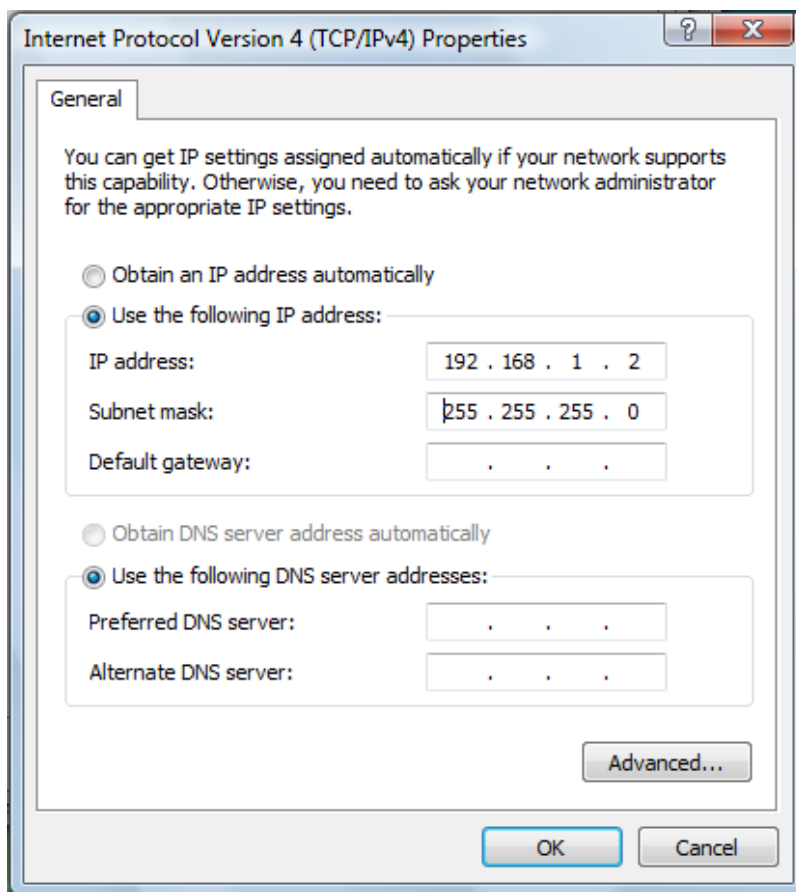 Internet Protocol Version 4 (TCP/IPv4) Properties
General
You can get IP settings assigned automatically if your network supports
this capability. Otherwise, you need to ask your network administrator
for the appropriate IP settings.
Obtain an IP address automatically
Use the following IP address:
IP address: 192 . 168 . 1 . 2
Subnet mask: 255 . 255 . 255 . 0
Default gateway: . . .
Obtain DNS server address automatically
Use the following DNS server addresses:
Preferred DNS server: . . .
Alternate DNS server: . . .
Advanced...
OK Cancel